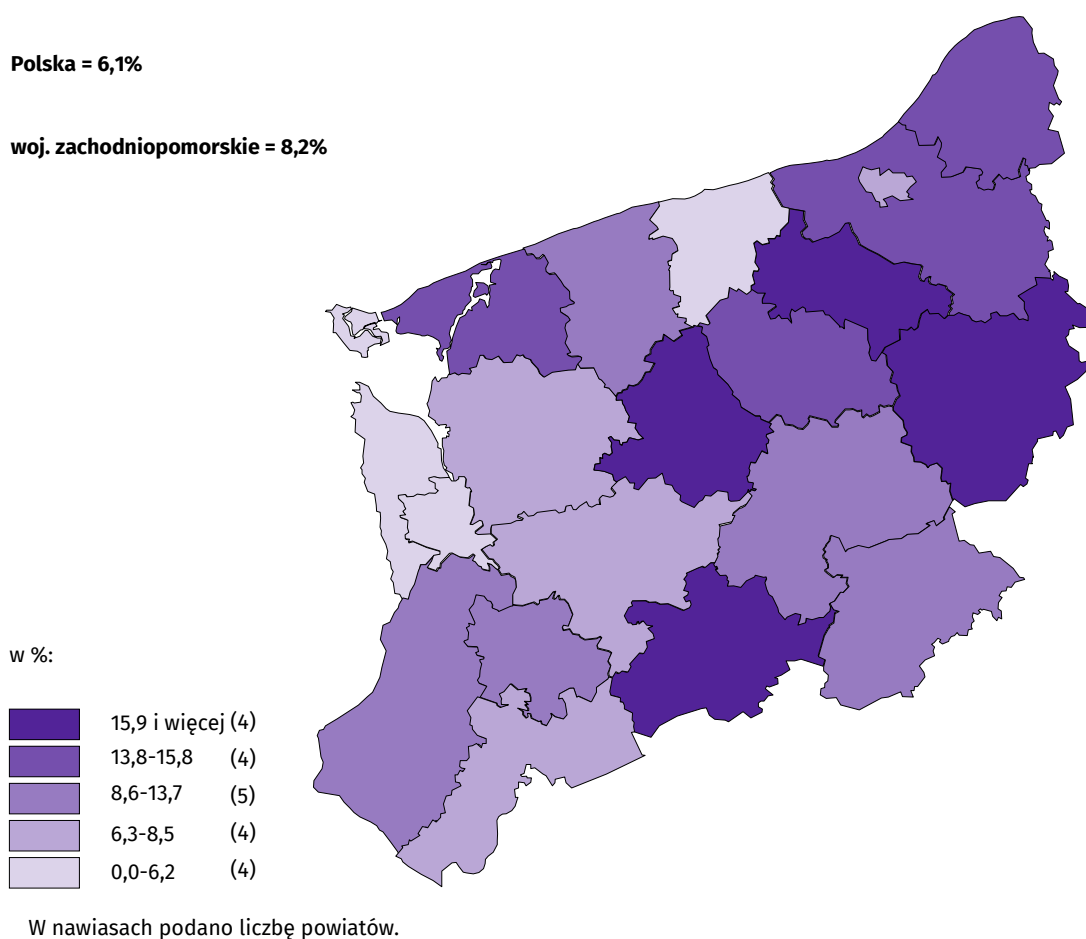 Polska = 6,1%
woj. zachodniopomorskie = 8,2%
w %:
15,9 i więcej (4)
13,8-15,8 (4)
8,6-13,7 (5)
6,3-8,5 (4)
0,0-6,2 (4)
W nawiasach podano liczbę powiatów.